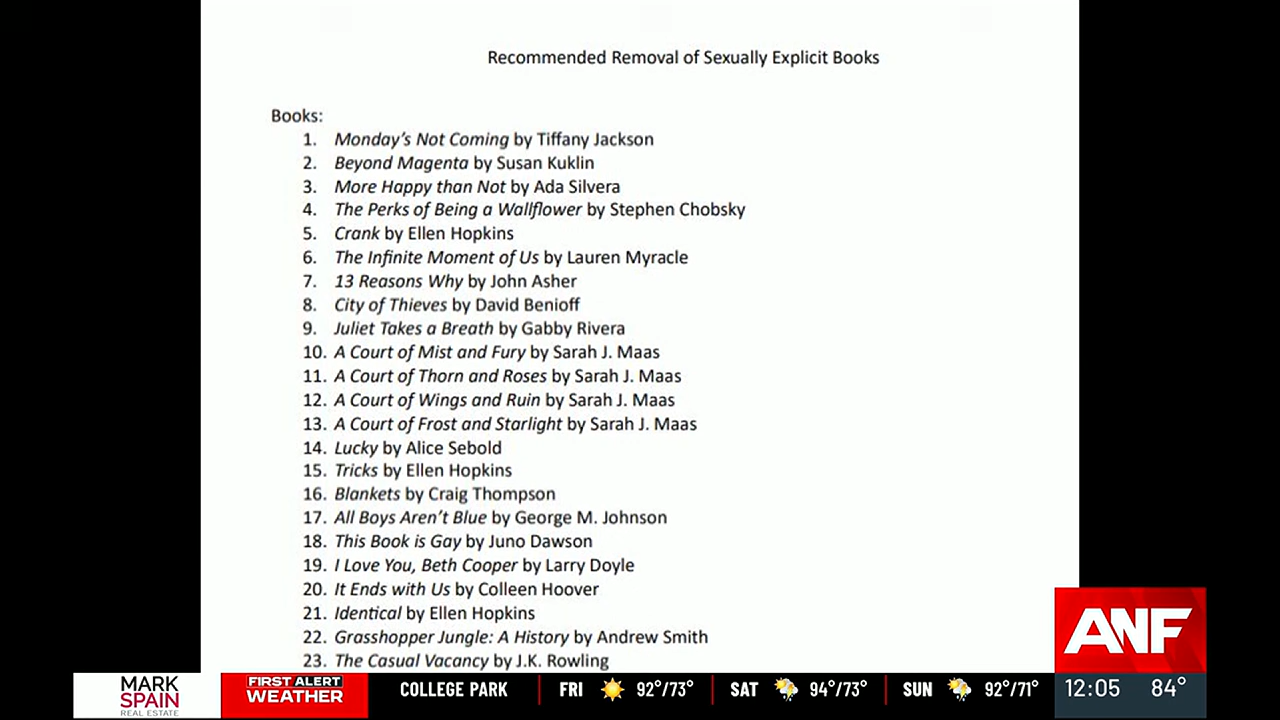 Recommended Removal of Sexually Explicit Books
Books:
1. Monday's Not Coming by Tiffany Jackson
2. Beyond Magenta by Susan Kuklin
3. More Happy than Not by Ada Silvera
4. The Perks of Being a Wallflower by Stephen Chobsky
5. Crank by Ellen Hopkins
6. The Infinite Moment of Us by Lauren Myracle
7. 13 Reasons Why by John Asher
8. City of Thieves by David Benioff
9. Juliet Takes a Breath by Gabby Rivera
10. A Court of Mist and Fury by Sarah J. Maas
11. A Court of Thorn and Roses by Sarah J. Maas
12. A Court of Wings and Ruin by Sarah J. Maas
13. A Court of Frost and Starlight by Sarah J. Maas
14. Lucky by Alice Sebold
15. Tricks by Ellen Hopkins
16. Blankets by Craig Thompson
17. All Boys Aren't Blue by George M. Johnson
18. This Book is Gay by Juno Dawson
19. I Love You, Beth Cooper by Larry Doyle
20. It Ends with Us by Colleen Hoover
21. Identical by Ellen Hopkins
22. Grasshopper Jungle: A History by Andrew Smith
23. The Casual Vacancy by J.K. Rowling
ANF
MARK
SPAIN
REAL ESTATE
FIRST ALERT
WEATHER
COLLEGE PARK
FRI 92°/73°
SAT 94°/73°
SUN 92°/71°
12:05 84°